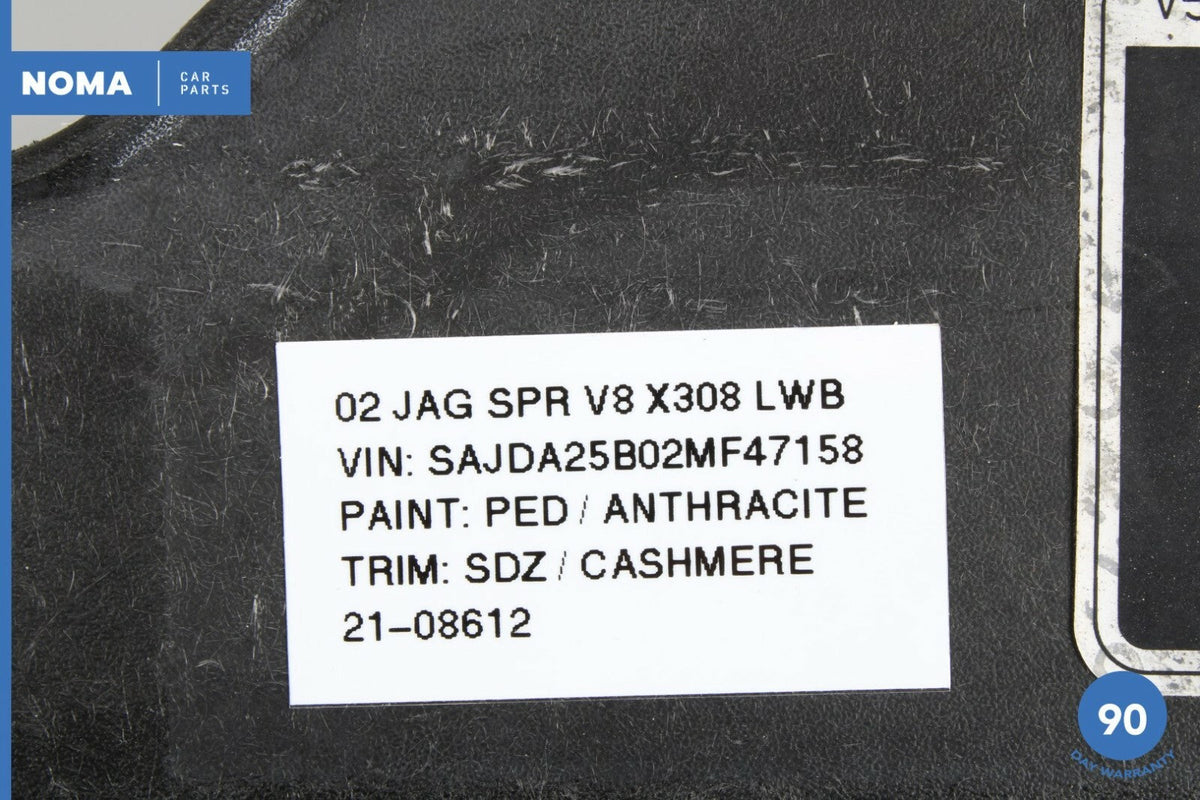 NOMA
CAR
PARTS
02 JAG SPR V8 X308 LWB
VIN: SAJDA25B02MF47158
PAINT: PED / ANTHRACITE
TRIM: SDZ / CASHMERE
21-08612
90
DAY WARRANTY